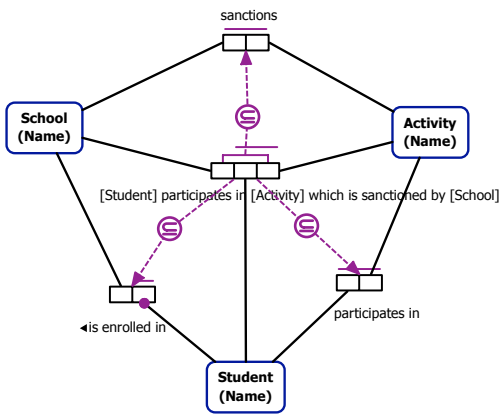 sanctions
School
(Name)
Activity
(Name)
⊆
[Student] participates in [Activity] which is sanctioned by [School]
⊆
⊆
participates in
◄is enrolled in
Student
(Name)